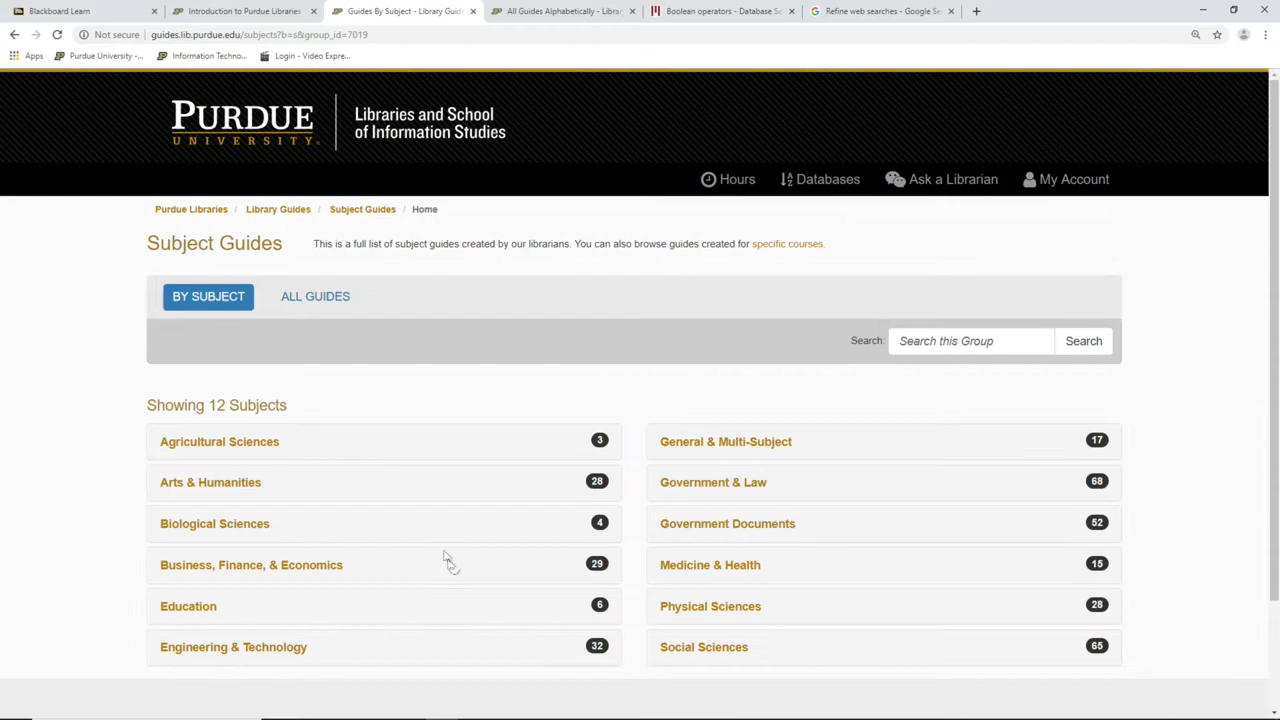 Blackboard Learn
Introduction to Purdue Libraries
Guides By Subject - Library Guid
All Guides Alphabetically - Libra
Boolean operators - Database S
Refine web searches - Google Se
Not secure | guides.lib.purdue.edu/subjects?b=s&group_id=7019
Apps
Purdue University -...
Information Techno...
Login - Video Expre...
PURDUE
UNIVERSITY
Libraries and School
of Information Studies
Hours
Databases
Ask a Librarian
My Account
Purdue Libraries / Library Guides / Subject Guides / Home
Subject Guides
This is a full list of subject guides created by our librarians. You can also browse guides created for specific courses.
BY SUBJECT
ALL GUIDES
Search:
Search this Group
Search
Showing 12 Subjects
Agricultural Sciences 3
Arts & Humanities 28
Biological Sciences 4
Business, Finance, & Economics 29
Education 6
Engineering & Technology 32
General & Multi-Subject 17
Government & Law 68
Government Documents 52
Medicine & Health 15
Physical Sciences 28
Social Sciences 65